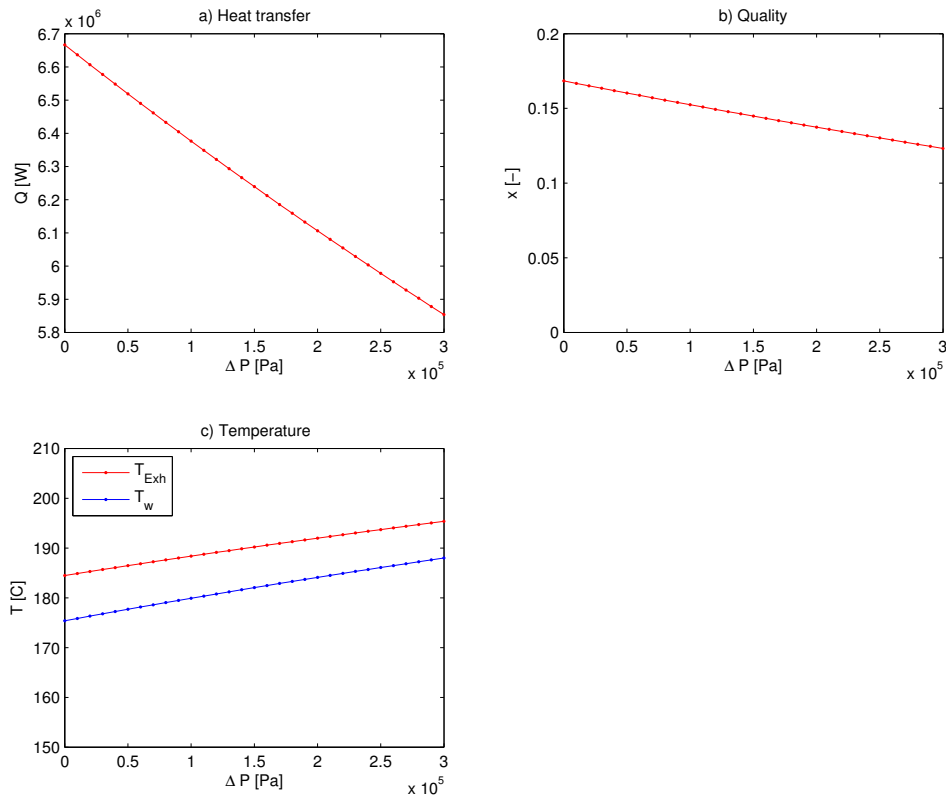 a) Heat transfer
x 10^6
6.7
6.6
6.5
6.4
6.3
6.2
6.1
6
5.9
5.8
Q [W]
0 0.5 1 1.5 2 2.5 3
Δ P [Pa]
x 10^5
b) Quality
0.2
0.15
0.1
0.05
0
x [−]
0 0.5 1 1.5 2 2.5 3
Δ P [Pa]
x 10^5
c) Temperature
210
200
190
180
170
160
150
T [C]
T_Exh
T_w
0 0.5 1 1.5 2 2.5 3
Δ P [Pa]
x 10^5